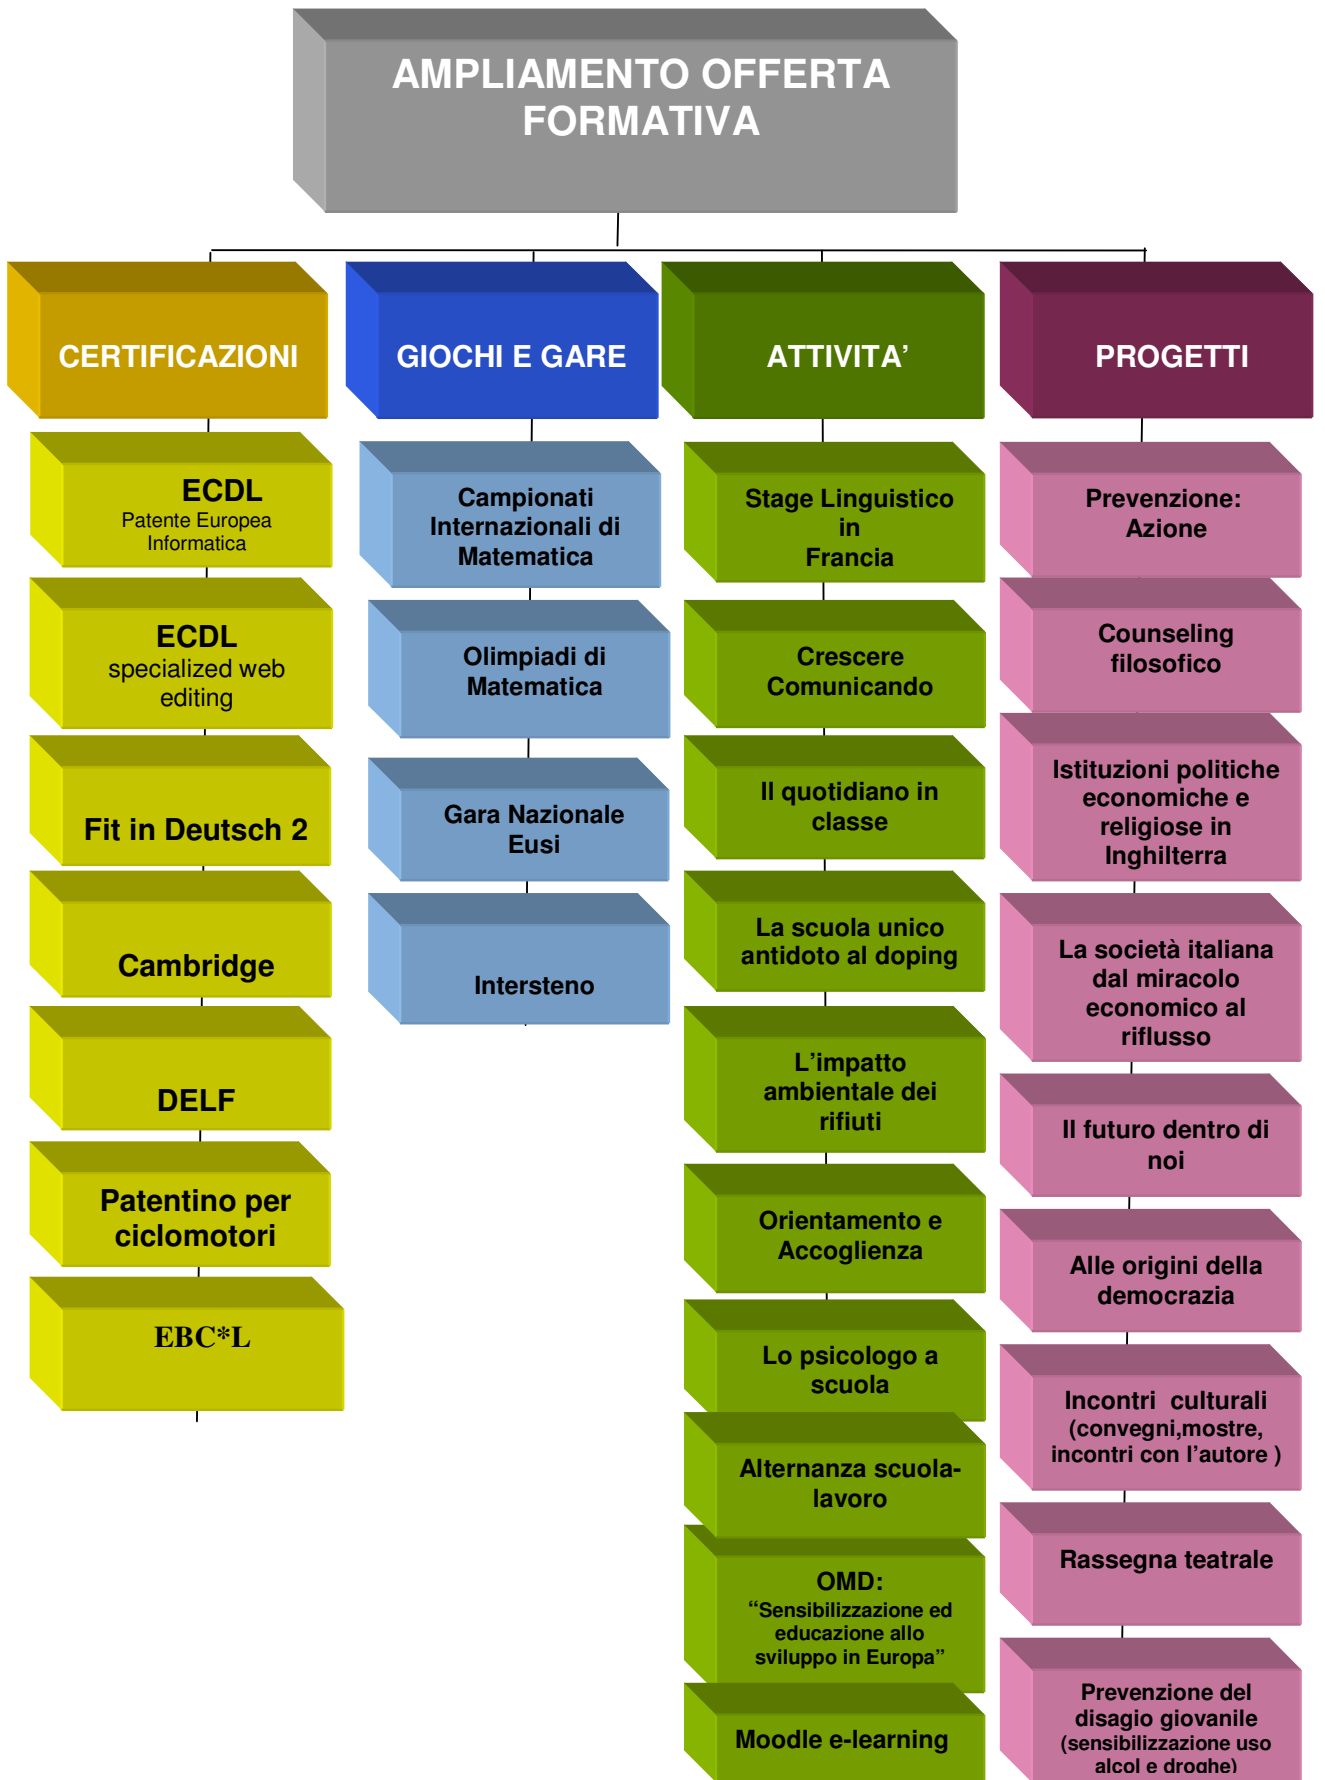 AMPLIAMENTO OFFERTA
FORMATIVA
CERTIFICAZIONI
ECDL
Patente Europea
Informatica
ECDL
specialized web
editing
Fit in Deutsch 2
Cambridge
DELF
Patentino per
ciclomotori
EBC*L
GIOCHI E GARE
Campionati
Internazionali di
Matematica
Olimpiadi di
Matematica
Gara Nazionale
Eusi
Intersteno
ATTIVITA’
Stage Linguistico
in
Francia
Crescere
Comunicando
Il quotidiano in
classe
La scuola unico
antidoto al doping
L’impatto
ambientale dei
rifiuti
Orientamento e
Accoglienza
Lo psicologo a
scuola
Alternanza scuola-
lavoro
OMD:
“Sensibilizzazione ed
educazione allo
sviluppo in Europa”
Moodle e-learning
PROGETTI
Prevenzione:
Azione
Counseling
filosofico
Istituzioni politiche
economiche e
religiose in
Inghilterra
La società italiana
dal miracolo
economico al
riflusso
Il futuro dentro di
noi
Alle origini della
democrazia
Incontri  culturali
(convegni,mostre,
incontri con l’autore )
Rassegna teatrale
Prevenzione del
disagio giovanile
(sensibilizzazione uso
alcol e droghe)